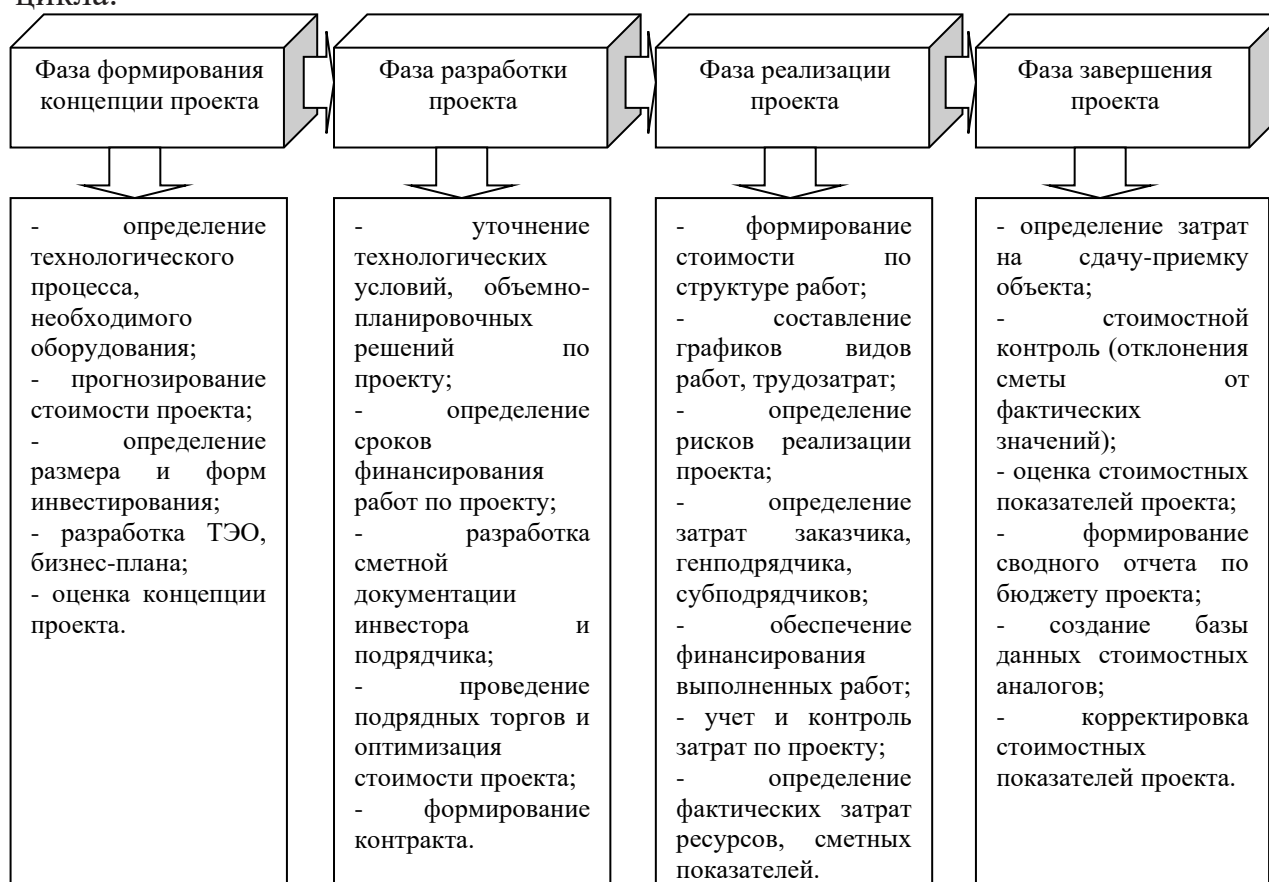 цикла.
Фаза формирования
концепции проекта
Фаза разработки
проекта
Фаза реализации
проекта
Фаза завершения
проекта
- определение
технологического
процесса,
необходимого
оборудования;
- прогнозирование
стоимости проекта;
- определение
размера и форм
инвестирования;
- разработка ТЭО,
бизнес-плана;
- оценка концепции
проекта.
- уточнение
технологических
условий, объемно-
планировочных
решений по
проекту;
- определение
сроков
финансирования
работ по проекту;
- разработка
сметной
документации
инвестора и
подрядчика;
- проведение
подрядных торгов и
оптимизация
стоимости проекта;
- формирование
контракта.
- формирование
стоимости по
структуре работ;
- составление
графиков видов
работ, трудозатрат;
- определение
рисков реализации
проекта;
- определение
затрат заказчика,
генподрядчика,
субподрядчиков;
- обеспечение
финансирования
выполненных работ;
- учет и контроль
затрат по проекту;
- определение
фактических затрат
ресурсов, сметных
показателей.
- определение затрат
на сдачу-приемку
объекта;
- стоимостной
контроль (отклонения
сметы от
фактических
значений);
- оценка стоимостных
показателей проекта;
- формирование
сводного отчета по
бюджету проекта;
- создание базы
данных стоимостных
аналогов;
- корректировка
стоимостных
показателей проекта.